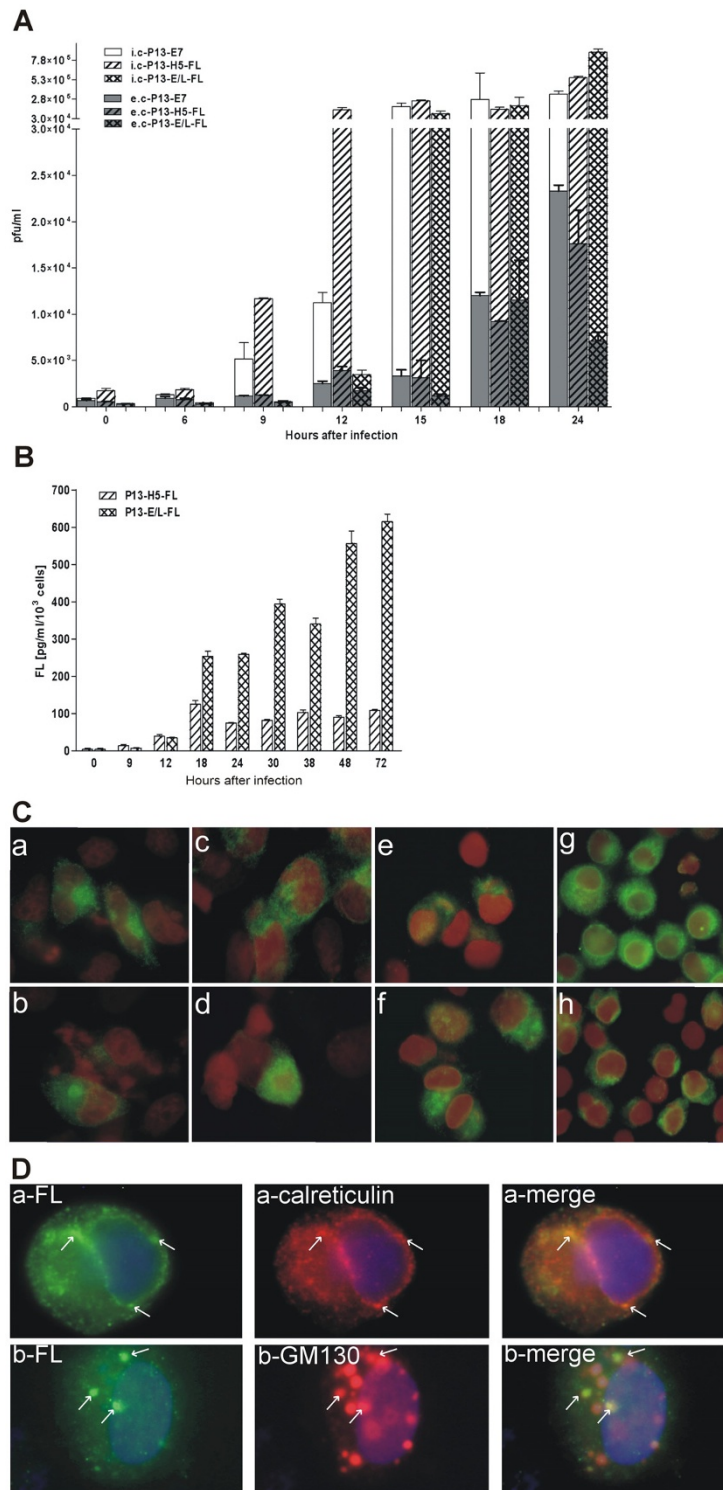 A
7.8×10⁶
5.3×10⁶
2.8×10⁶
3.0×10⁴
3.0×10⁴
2.5×10⁴
1.5×10⁴
1.0×10⁴
5.0×10³
0
pfu/ml
i.c-P13-E7
i.c-P13-H5-FL
i.c-P13-E/L-FL
e.c-P13-E7
e.c-P13-H5-FL
e.c-P13-E/L-FL
0 6 9 12 15 18 24
Hours after infection
B
700
600
500
400
300
200
100
0
FL [pg/ml/10³ cells]
P13-H5-FL
P13-E/L-FL
0 9 12 18 24 30 38 48 72
Hours after infection
C
a c e g
b d f h
D
a-FL a-calreticulin a-merge
b-FL b-GM130 b-merge